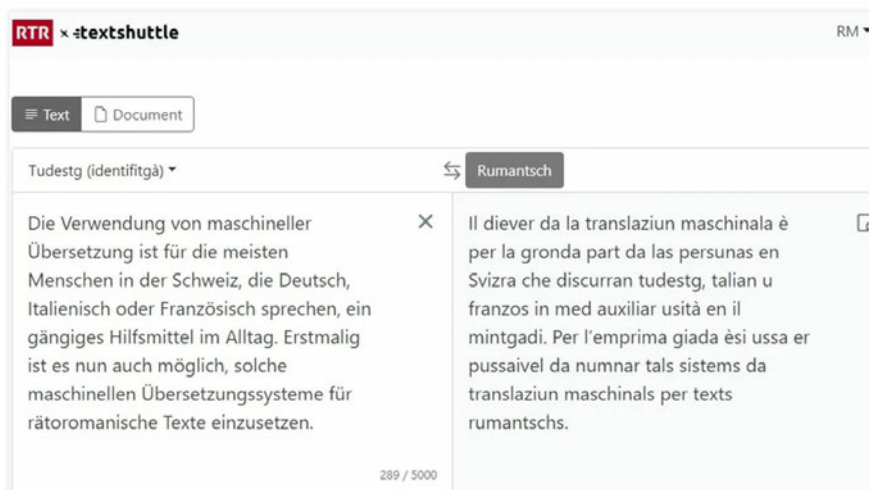 RTR × textshuttle
RM
Text
Document
Tudestg (identifitgà)
Rumantsch
Die Verwendung von maschineller
Übersetzung ist für die meisten
Menschen in der Schweiz, die Deutsch,
Italienisch oder Französisch sprechen, ein
gängiges Hilfsmittel im Alltag. Erstmalig
ist es nun auch möglich, solche
maschinellen Übersetzungssysteme für
rätoromanische Texte einzusetzen.
289 / 5000
Il diever da la translaziun maschinala è
per la gronda part da las persunas en
Svizra che discurran tudestg, talian u
franzos in med auxiliar usità en il
mintgadi. Per l'emprima giada èsi ussa er
pussaivel da numnar tals sistems da
translaziun maschinals per texts
rumantschs.